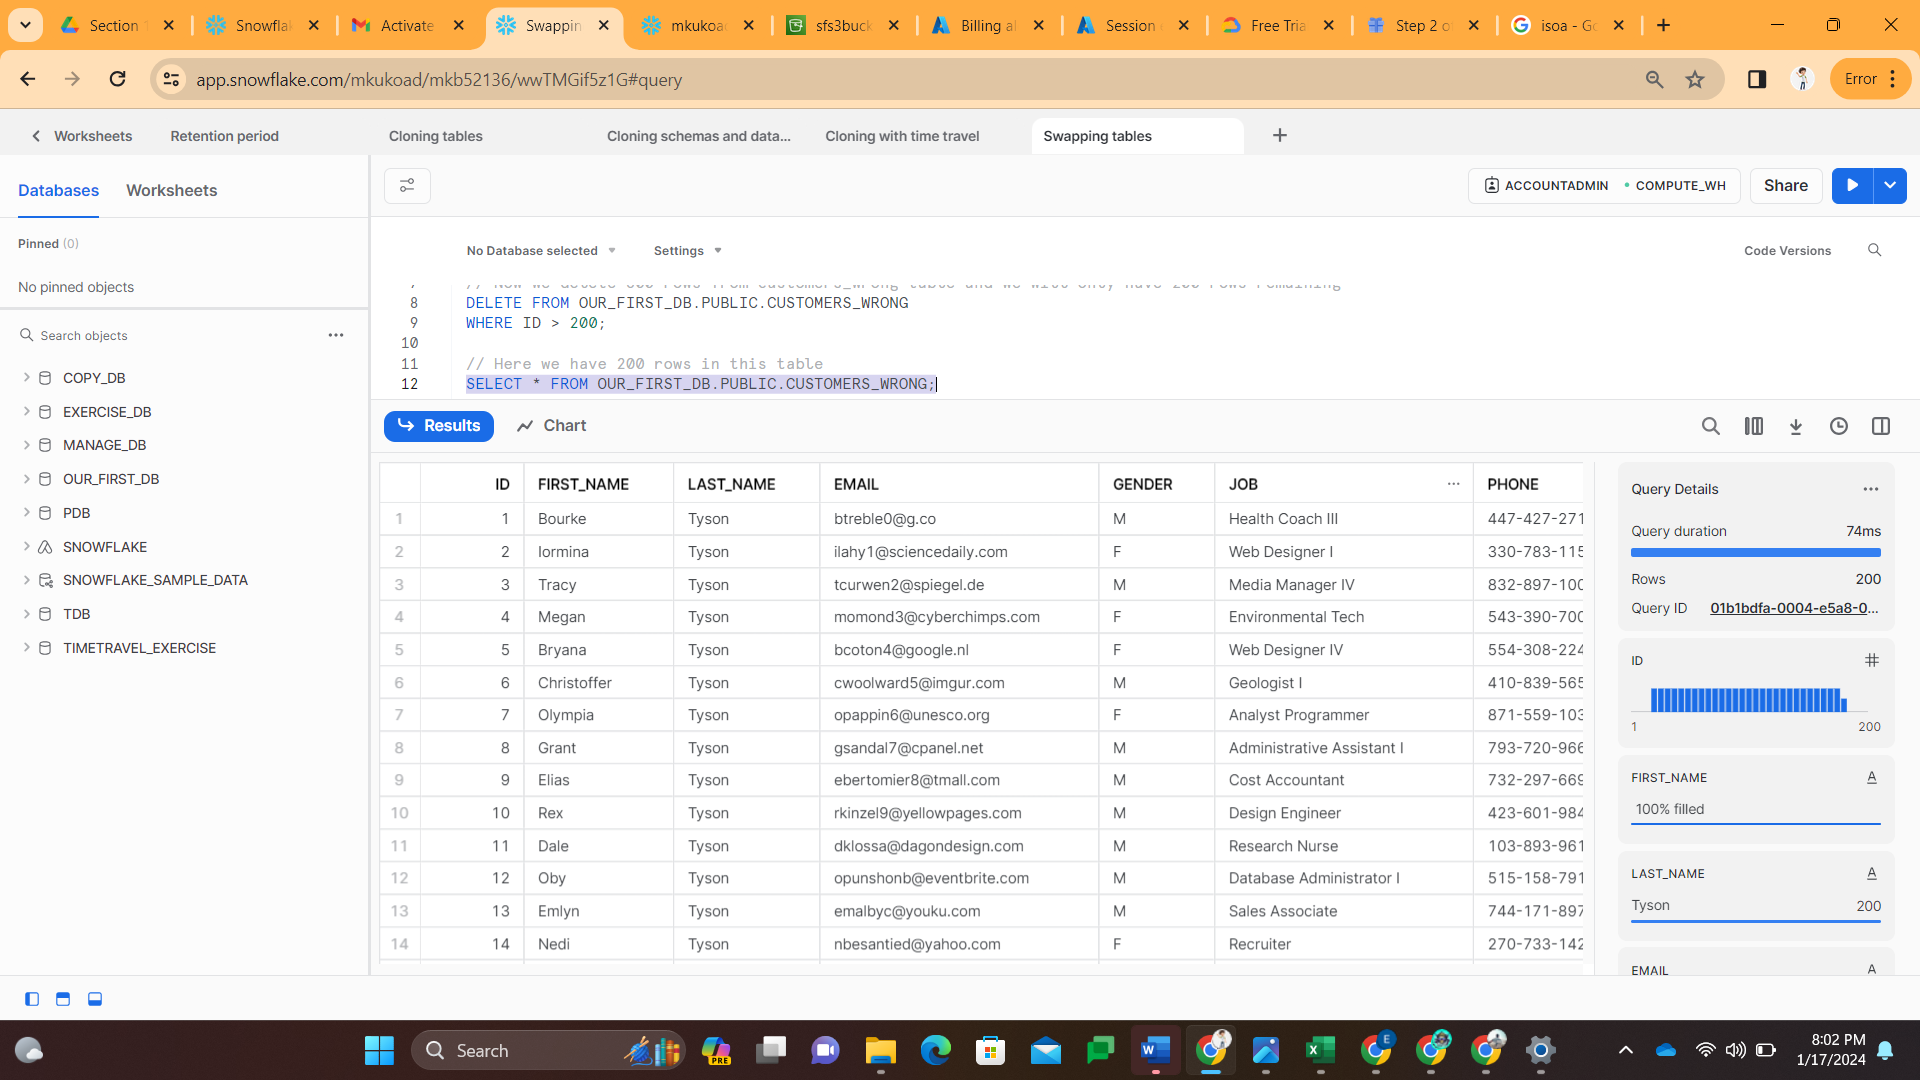 Section
Snowfla
Activate
Swappin
mkukoad
sfs3buck
Billing a
Session
Free Tria
Step 2 o
isoa - Go
app.snowflake.com/mkukoad/mkb52136/wwTMGif5z1G#query
Error
Worksheets
Retention period
Cloning tables
Cloning schemas and data...
Cloning with time travel
Swapping tables
Databases
Worksheets
ACCOUNTADMIN
COMPUTE_WH
Share
Pinned (0)
No pinned objects
Search objects
COPY_DB
EXERCISE_DB
MANAGE_DB
OUR_FIRST_DB
PDB
SNOWFLAKE
SNOWFLAKE_SAMPLE_DATA
TDB
TIMETRAVEL_EXERCISE
No Database selected
Settings
Code Versions
8 DELETE FROM OUR_FIRST_DB.PUBLIC.CUSTOMERS_WRONG
9 WHERE ID > 200;
10
11 // Here we have 200 rows in this table
12 SELECT * FROM OUR_FIRST_DB.PUBLIC.CUSTOMERS_WRONG;
Results
Chart
ID FIRST_NAME LAST_NAME EMAIL GENDER JOB ... PHONE
1 1 Bourke Tyson btreble0@g.co M Health Coach III 447-427-271
2 2 Iormina Tyson ilahy1@sciencedaily.com F Web Designer I 330-783-115
3 3 Tracy Tyson tcurwen2@spiegel.de M Media Manager IV 832-897-100
4 4 Megan Tyson momond3@cyberchimps.com F Environmental Tech 543-390-700
5 5 Bryana Tyson bcoton4@google.nl F Web Designer IV 554-308-224
6 6 Christoffer Tyson cwoolward5@imgur.com M Geologist I 410-839-565
7 7 Olympia Tyson opappin6@unesco.org F Analyst Programmer 871-559-103
8 8 Grant Tyson gsandal7@cpanel.net M Administrative Assistant I 793-720-966
9 9 Elias Tyson ebertomier8@tmall.com M Cost Accountant 732-297-669
10 10 Rex Tyson rkinzel9@yellowpages.com M Design Engineer 423-601-984
11 11 Dale Tyson dklossa@dagondesign.com M Research Nurse 103-893-961
12 12 Oby Tyson opunshonb@eventbrite.com M Database Administrator I 515-158-791
13 13 Emlyn Tyson emalbyc@youku.com M Sales Associate 744-171-897
14 14 Nedi Tyson nbesantied@yahoo.com F Recruiter 270-733-142
Query Details
Query duration 74ms
Rows 200
Query ID 01b1bdfa-0004-e5a8-0...
ID
1 200
FIRST_NAME
100% filled
LAST_NAME
Tyson 200
EMAIL
Search
PRE
E
8:02 PM
1/17/2024